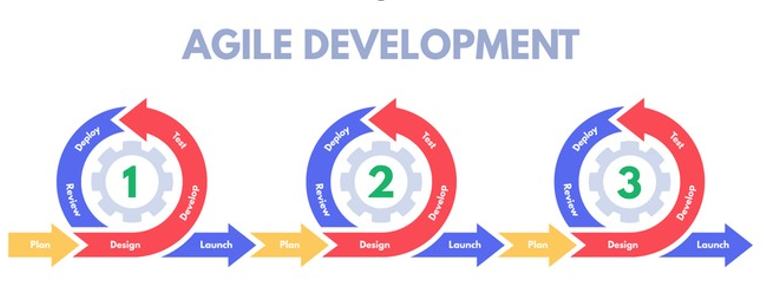 AGILE DEVELOPMENT
Deploy
Test
1
Review
Develop
Plan
Design
Launch
Deploy
Test
2
Review
Develop
Plan
Design
Launch
Deploy
Test
3
Review
Develop
Plan
Design
Launch